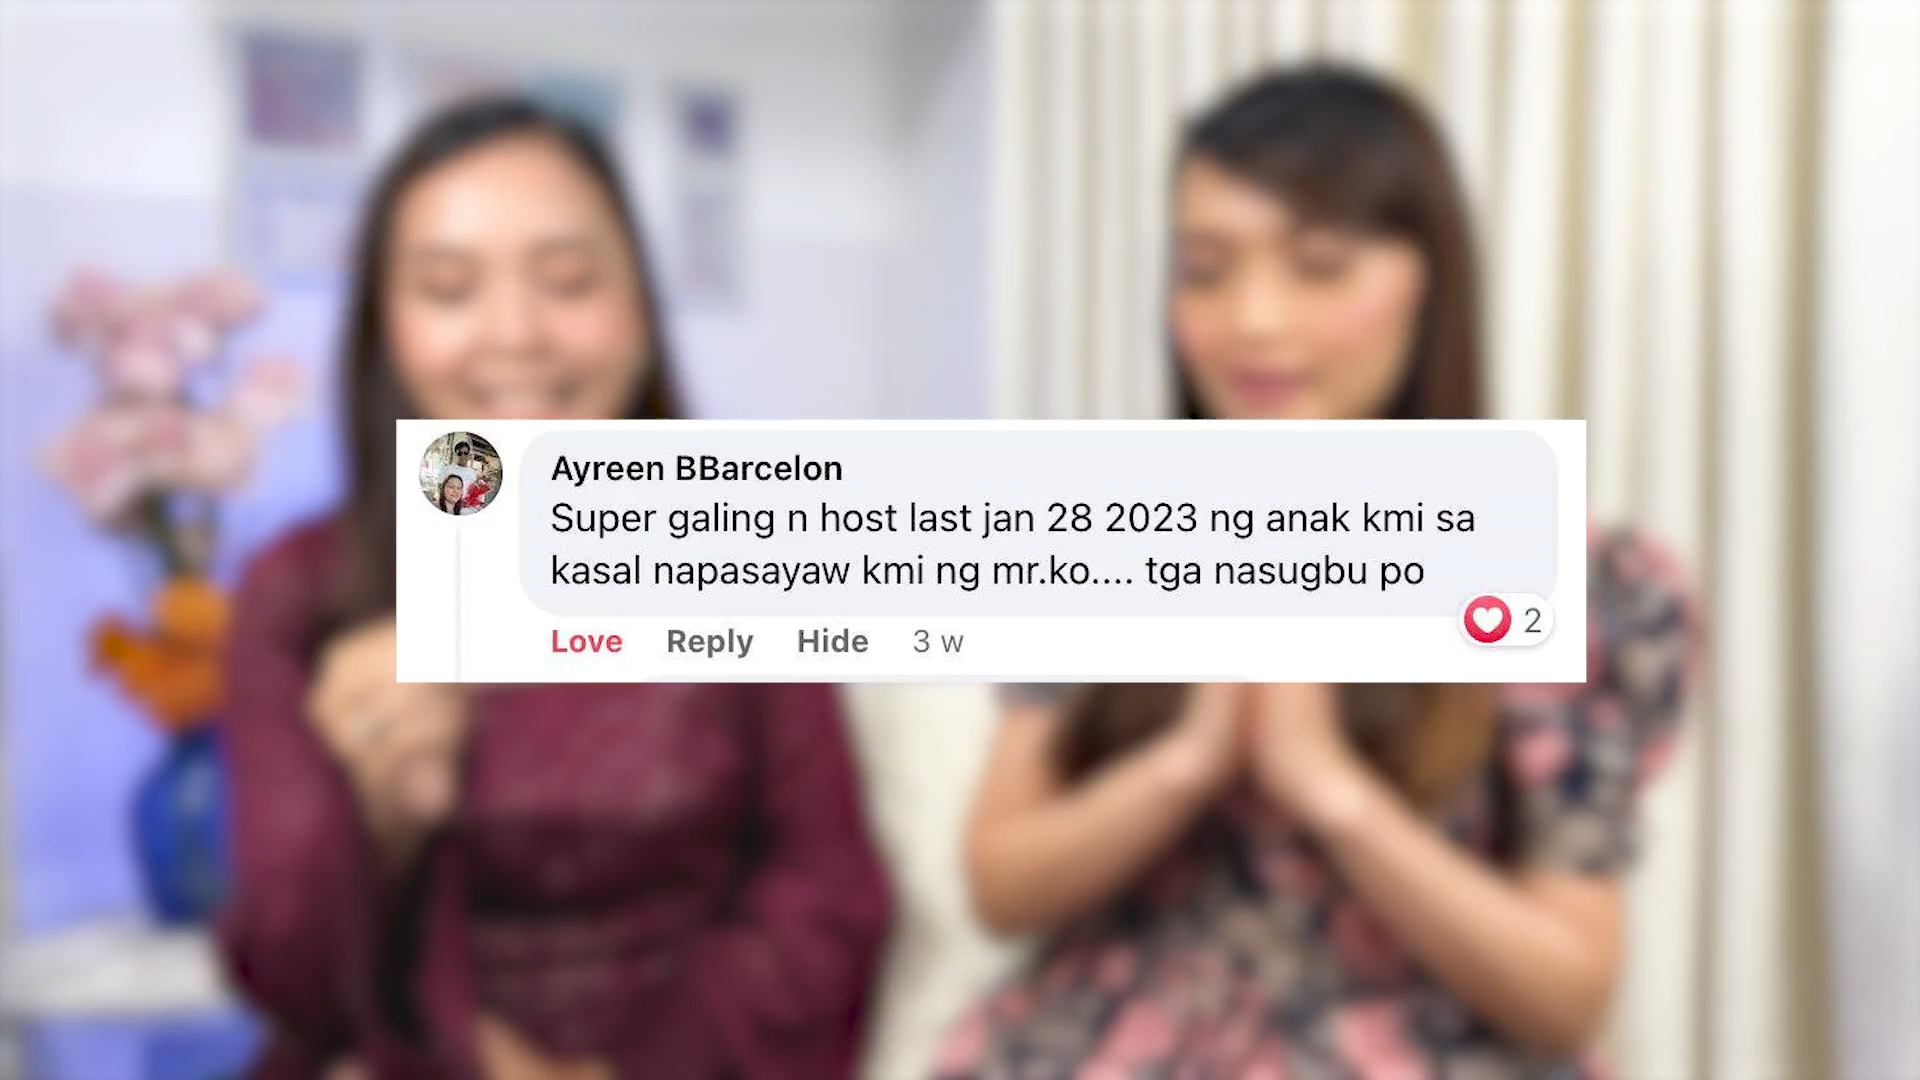 Ayreen BBarcelon
Super galing n host last jan 28 2023 ng anak kmi sa
kasal napasayaw kmi ng mr.ko.... tga nasugbu po
2
Love Reply Hide 3 w